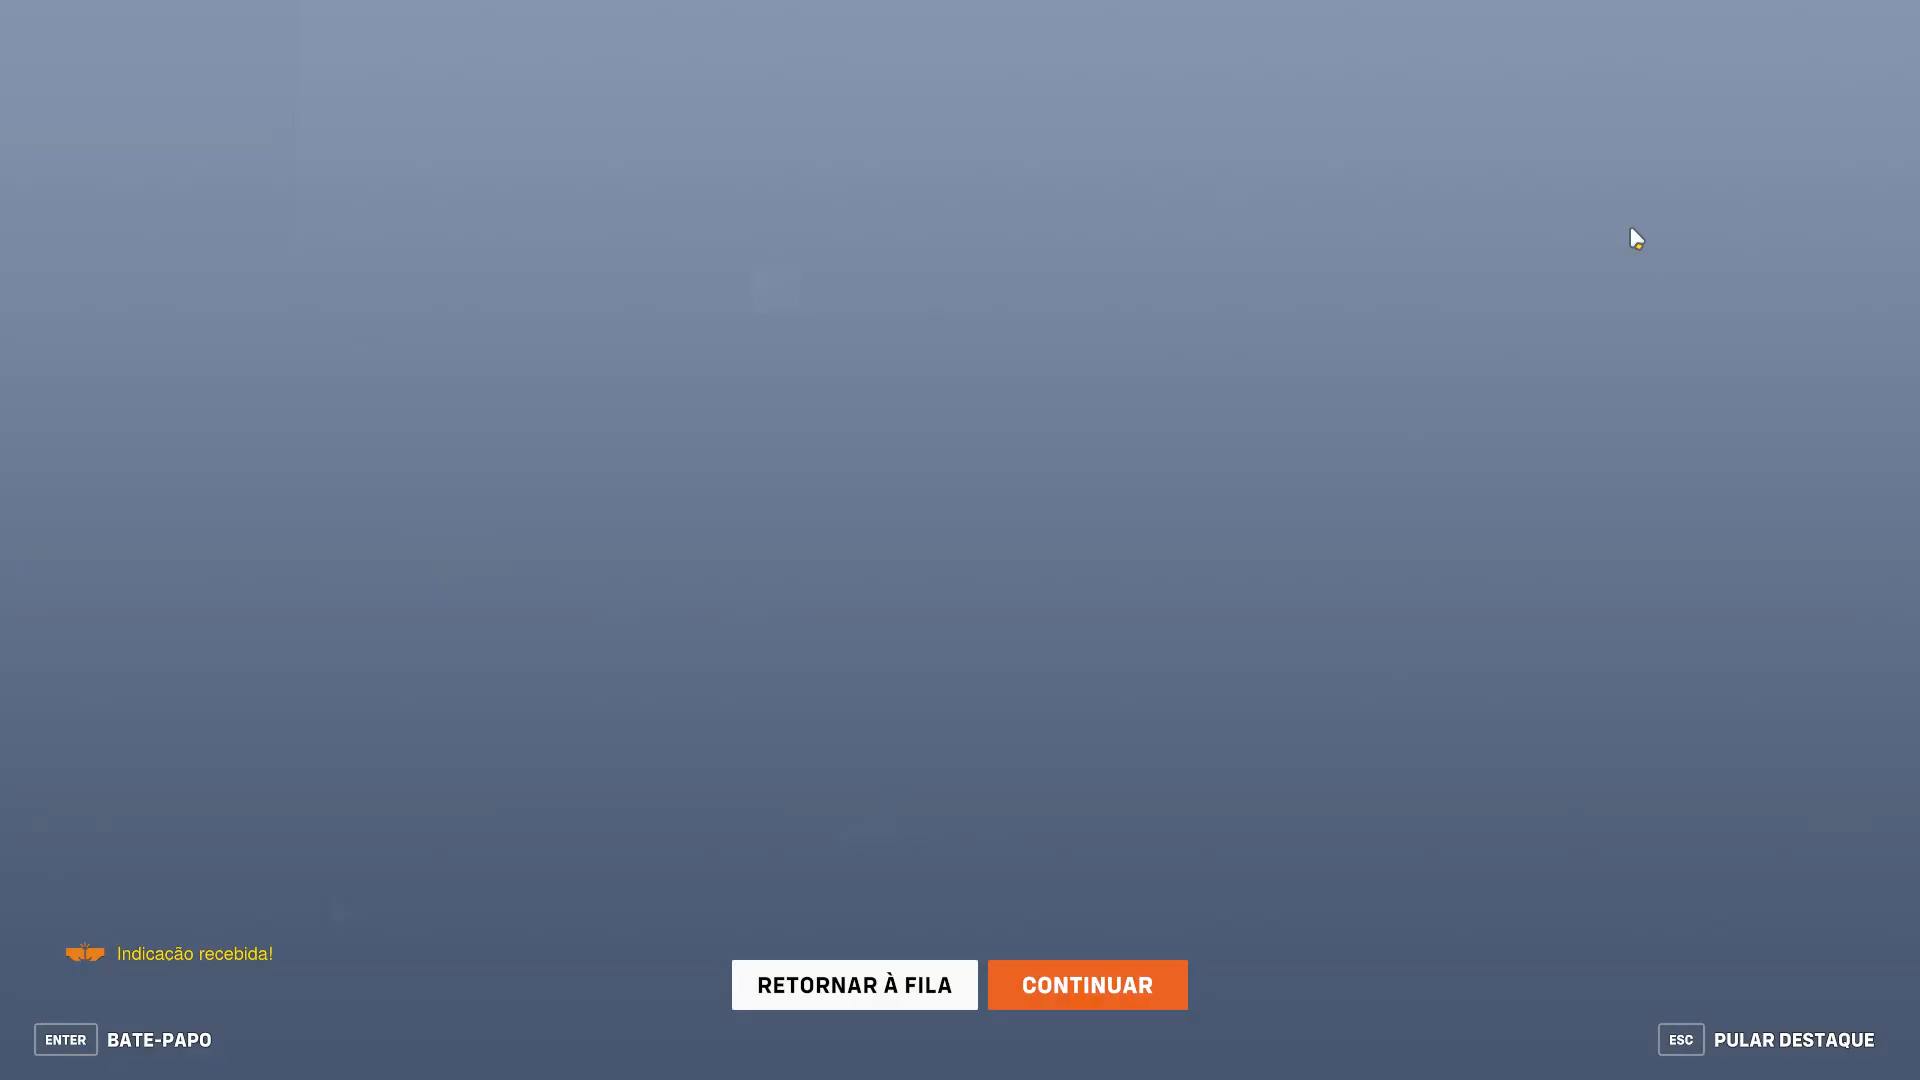 Indicação recebida!
RETORNAR À FILA
CONTINUAR
ENTER BATE-PAPO
ESC PULAR DESTAQUE